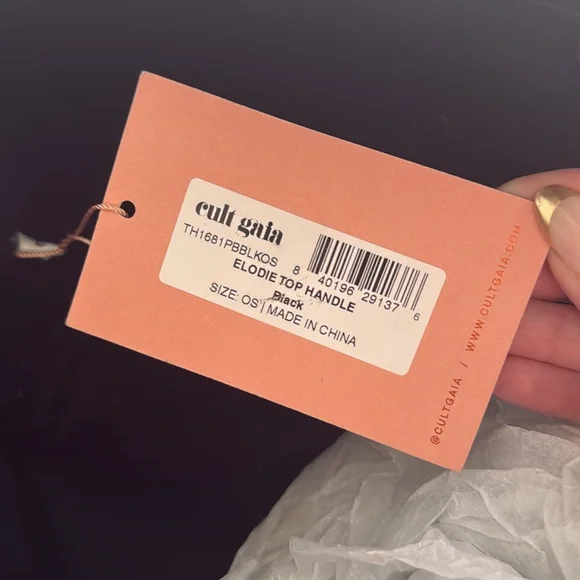 cult gaia
TH1681PBBLKOS
8 40196 29137 6
ELODIE TOP HANDLE
Black
SIZE: OS | MADE IN CHINA
@CULTGAIA / WWW.CULTGAIA.COM